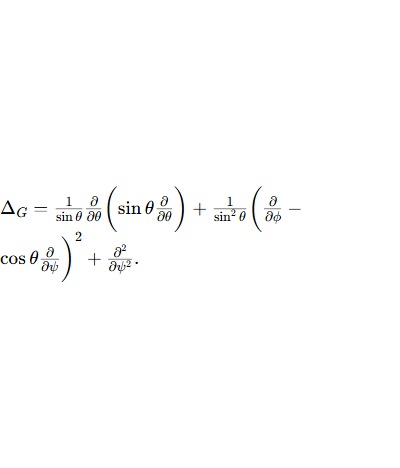 Δ_G = \frac{1}{\sin θ} \frac{∂}{∂θ} \left( \sin θ \frac{∂}{∂θ} \right) + \frac{1}{\sin^2 θ} \left( \frac{∂}{∂ϕ} −
\cos θ \frac{∂}{∂ψ} \right)^2 + \frac{∂^2}{∂ψ^2}.